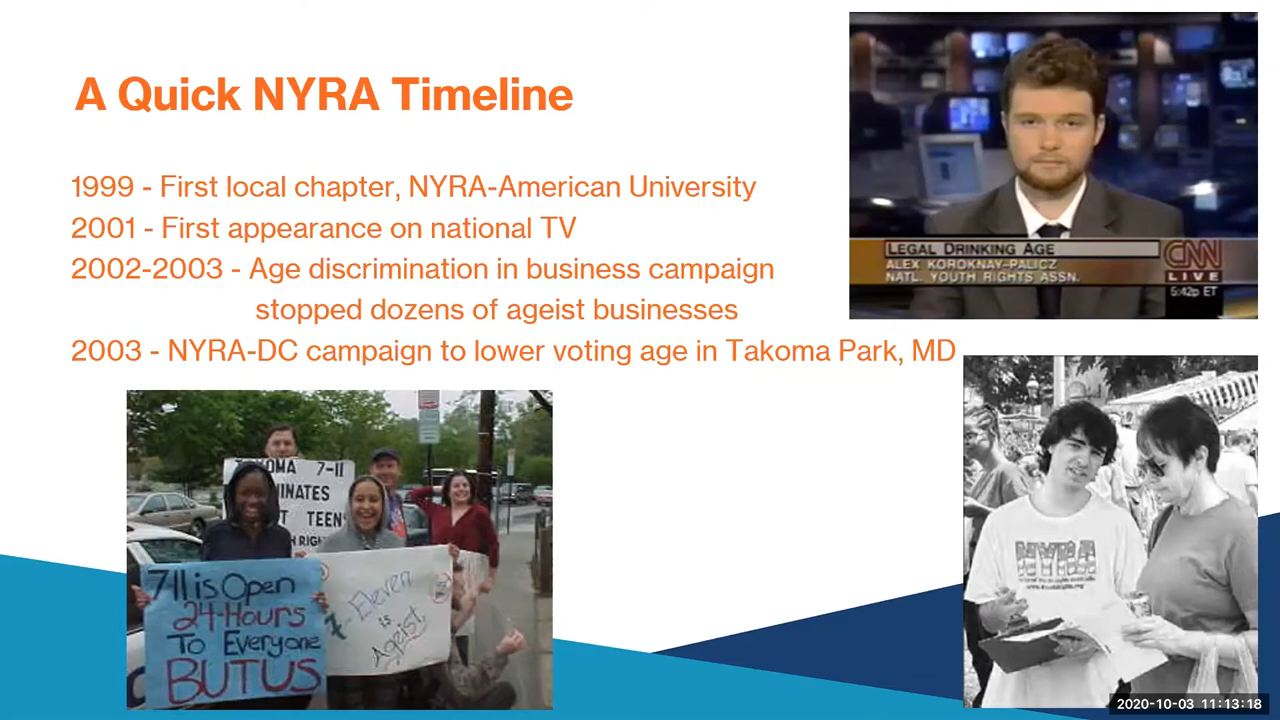 A Quick NYRA Timeline
1999 - First local chapter, NYRA-American University
2001 - First appearance on national TV
2002-2003 - Age discrimination in business campaign
stopped dozens of ageist businesses
2003 - NYRA-DC campaign to lower voting age in Takoma Park, MD
LEGAL DRINKING AGE
ALEX KOROKNAY-PALICZ
NATL. YOUTH RIGHTS ASSN.
CNN
LIVE
5:42p ET
7-11
TEEN
7-11 is Open
24-Hours
To Everyone
BUT US
7-Eleven
is
Ageist
NYRA
2020-10-03 11:13:18